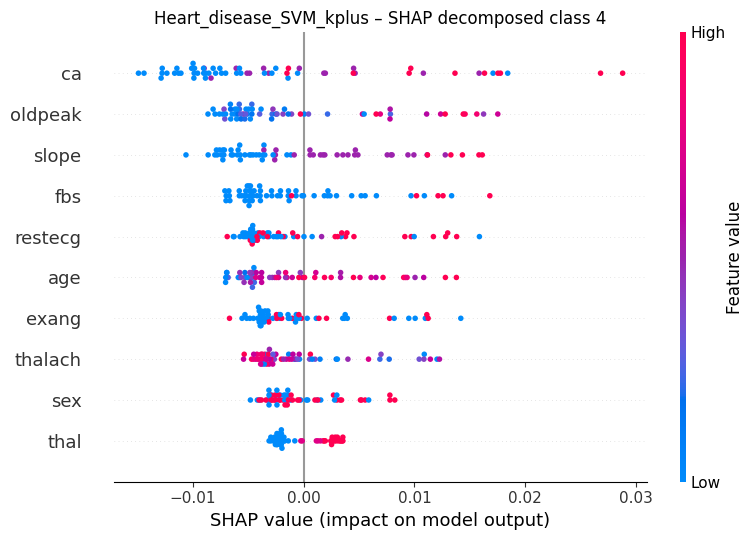 Heart_disease_SVM_kplus – SHAP decomposed class 4
High
ca
oldpeak
slope
fbs
restecg
age
exang
thalach
sex
thal
Feature value
Low
−0.01
0.00
0.01
0.02
0.03
SHAP value (impact on model output)